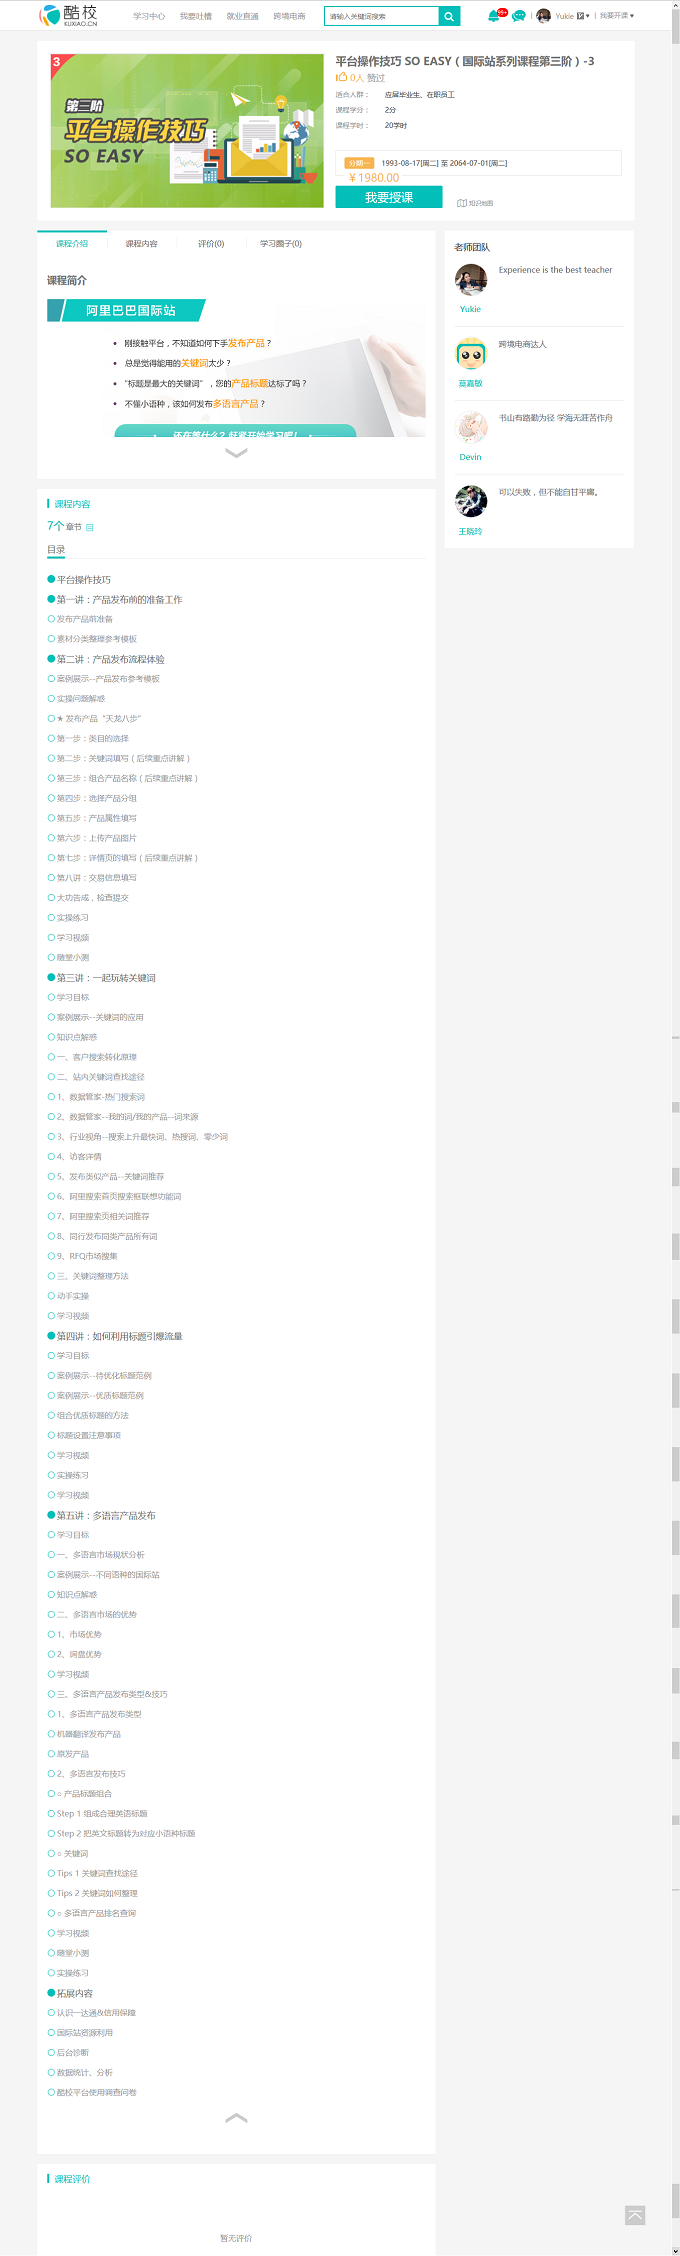 酷校
KUXIAO.CN
学习中心 我要吐槽 就业直通 跨境电商
请输入关键词搜索
99+
Yukie
我要开课
3
第三阶
平台操作技巧
SO EASY
平台操作技巧 SO EASY（国际站系列课程第三阶）-3
0人 赞过
适合人群： 应届毕业生、在职员工
课程学分： 2分
课程学时： 20学时
分期一 1993-08-17[周二] 至 2064-07-01[周二]
￥1980.00
我要授课
知识地图
课程介绍 课程内容 评价(0) 学习圈子(0)
课程简介
阿里巴巴国际站
• 刚接触平台，不知道如何下手发布产品？
• 总是觉得能用的关键词太少？
• “标题是最大的关键词”，您的产品标题达标了吗？
• 不懂小语种，该如何发布多语言产品？
还在等什么？赶紧开始学习吧！
老师团队
Experience is the best teacher
Yukie
跨境电商达人
莫嘉敏
书山有路勤为径 学海无涯苦作舟
Devin
可以失败，但不能自甘平庸。
王晓玲
课程内容
7个 章节
目录
平台操作技巧
第一讲：产品发布前的准备工作
发布产品前准备
素材分类整理参考模板
第二讲：产品发布流程体验
案例展示--产品发布参考模板
实操问题解惑
★ 发布产品“天龙八步”
第一步：类目的选择
第二步：关键词填写（后续重点讲解）
第三步：组合产品名称（后续重点讲解）
第四步：选择产品分组
第五步：产品属性填写
第六步：上传产品图片
第七步：详情页的填写（后续重点讲解）
第八讲：交易信息填写
大功告成，检查提交
实操练习
学习视频
随堂小测
第三讲：一起玩转关键词
学习目标
案例展示--关键词的应用
知识点解惑
一、客户搜索转化原理
二、站内关键词查找途径
1、数据管家-热门搜索词
2、数据管家--我的词/我的产品--词来源
3、行业视角--搜索上升最快词、热搜词、零少词
4、访客详情
5、发布类似产品--关键词推荐
6、阿里搜索首页搜索框联想功能词
7、阿里搜索页相关词推荐
8、同行发布同类产品所有词
9、RFQ市场搜集
三、关键词整理方法
动手实操
学习视频
第四讲：如何利用标题引爆流量
学习目标
案例展示--待优化标题范例
案例展示--优质标题范例
组合优质标题的方法
标题设置注意事项
学习视频
实操练习
学习视频
第五讲：多语言产品发布
学习目标
一、多语言市场现状分析
案例展示--不同语种的国际站
知识点解惑
二、多语言市场的优势
1、市场优势
2、询盘优势
学习视频
三、多语言产品发布类型&技巧
1、多语言产品发布类型
机器翻译发布产品
原发产品
2、多语言发布技巧
○ 产品标题组合
Step 1 组成合理英语标题
Step 2 把英文标题转为对应小语种标题
○ 关键词
Tips 1 关键词查找途径
Tips 2 关键词如何整理
○ 多语言产品排名查询
学习视频
随堂小测
实操练习
拓展内容
认识一达通&信用保障
国际站资源利用
后台诊断
数据统计、分析
酷校平台使用调查问卷
课程评价
暂无评价